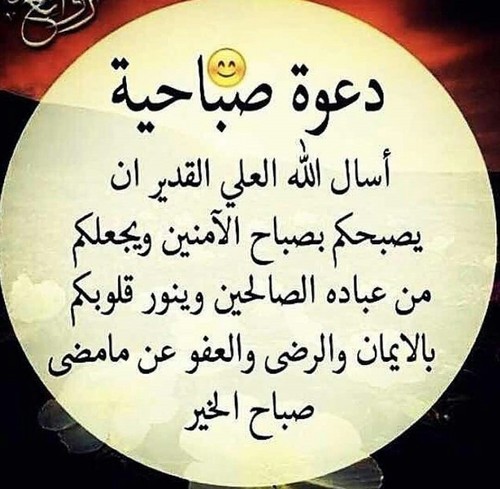 روائع
دعوة صباحية
أسال الله العلي القدير ان
يصبحكم بصباح الآمنين ويجعلكم
من عباده الصالحين وينور قلوبكم
بالايمان والرضى والعفو عن مامضى
صباح الخير